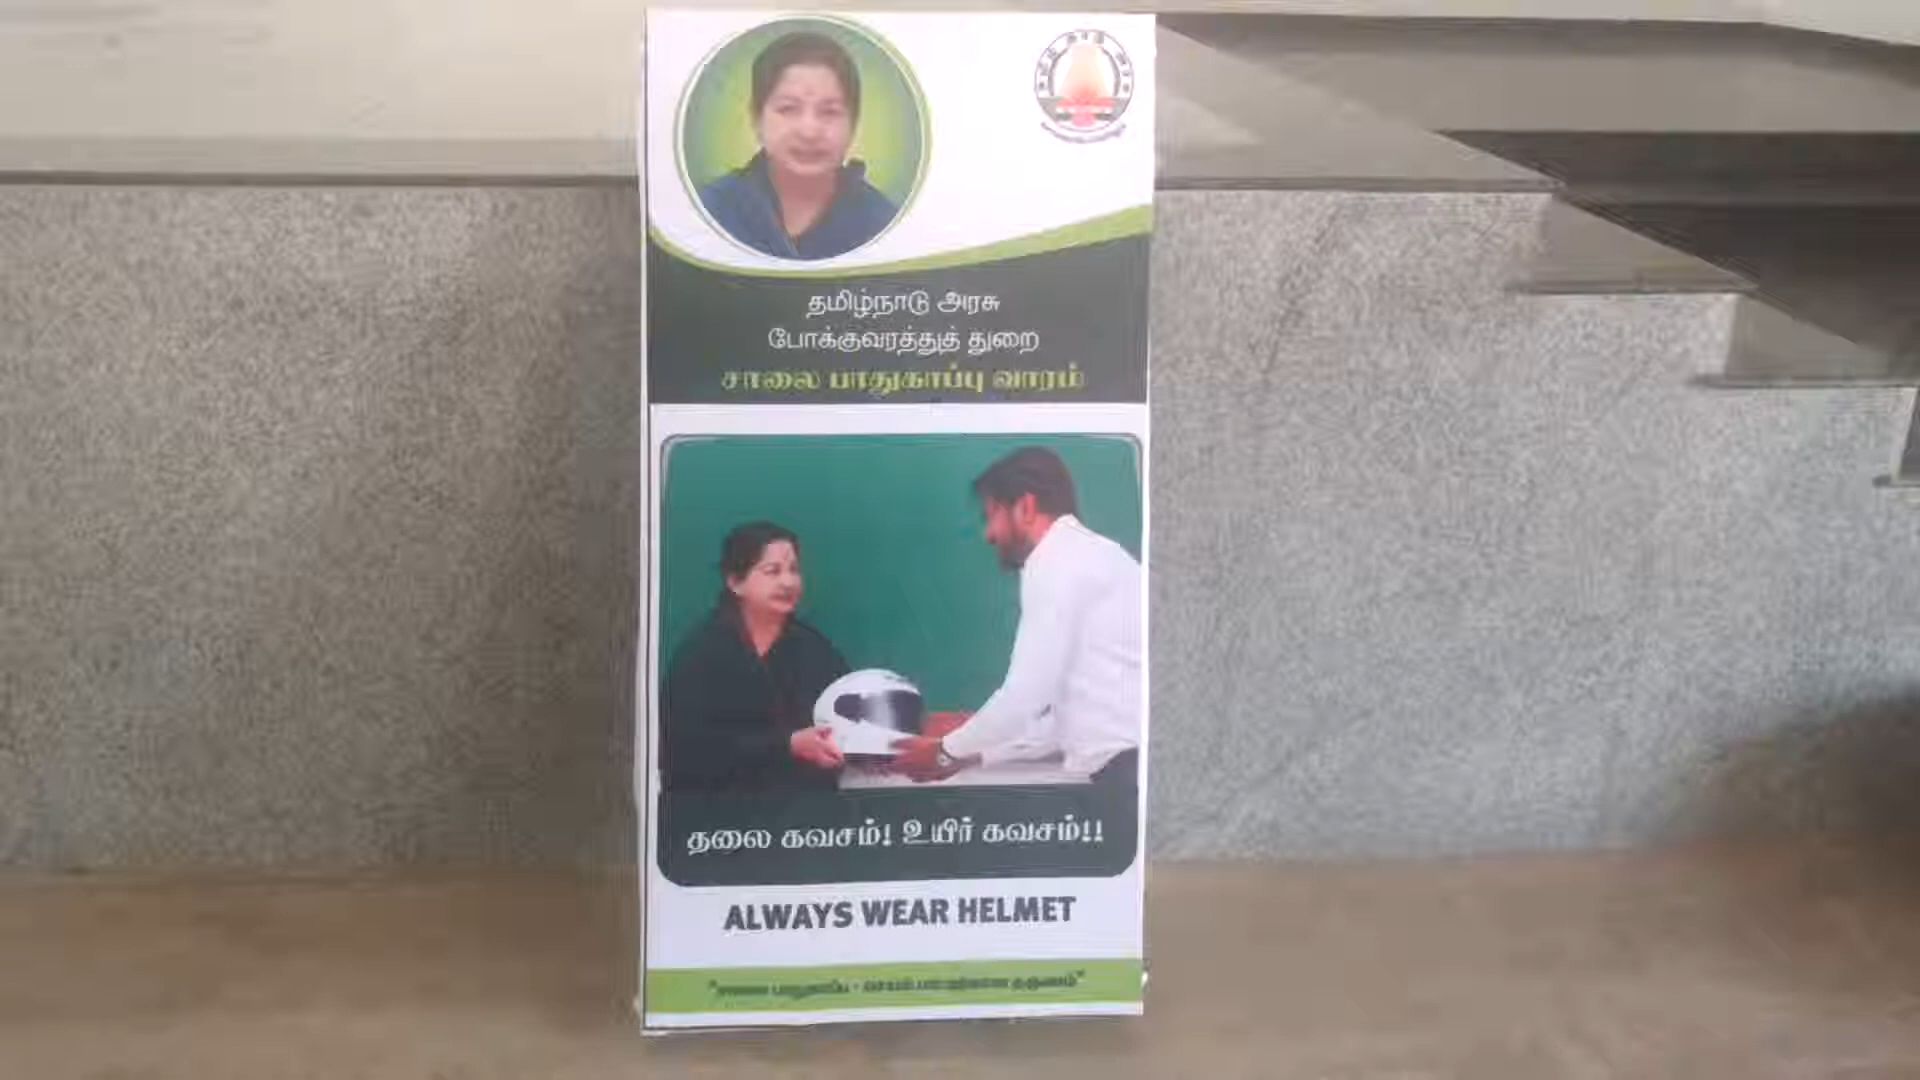 தமிழ்நாடு அரசு
போக்குவரத்துத் துறை
சாலை பாதுகாப்பு வாரம்
தலை கவசம்! உயிர் கவசம்!!
ALWAYS WEAR HELMET
"சாலை பாதுகாப்பு -